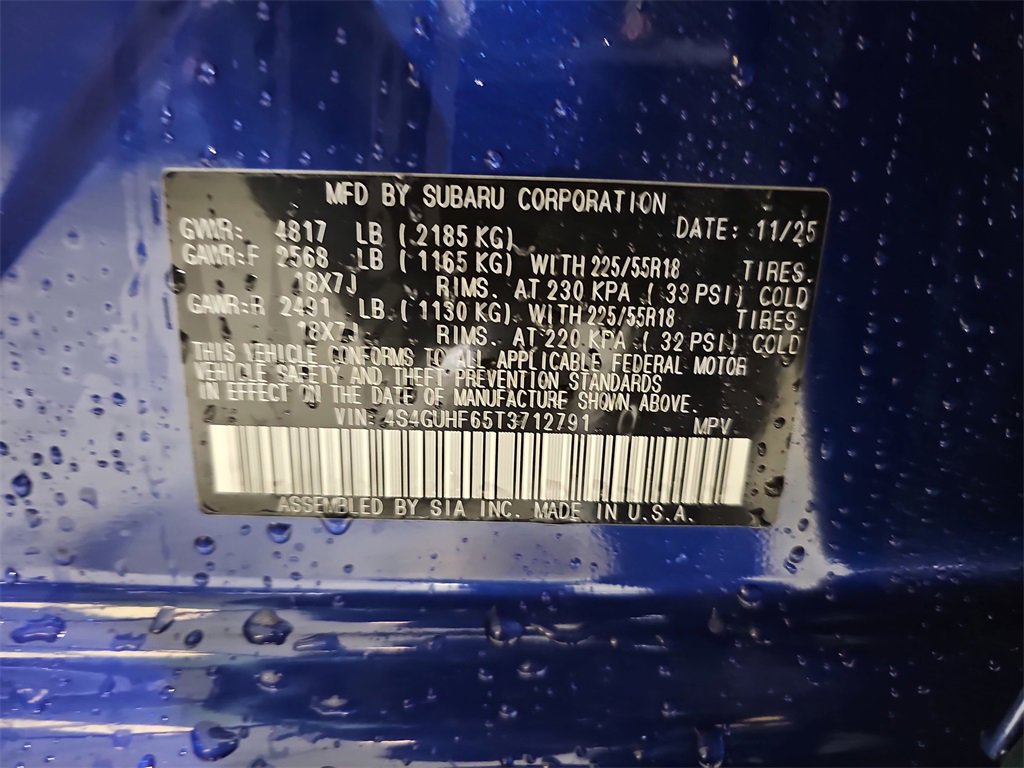 MFD BY SUBARU CORPORATION
DATE: 11/25
GVWR: 4817 LB ( 2185 KG)
GAWR:F 2568 LB ( 1165 KG) WITH 225/55R18 TIRES.
18X7J RIMS. AT 230 KPA ( 33 PSI) COLD
GAWR:R 2491 LB ( 1130 KG). WITH 225/55R18 TIRES.
18X7J RIMS. AT 220 KPA ( 32 PSI) COLD
THIS VEHICLE CONFORMS TO ALL APPLICABLE FEDERAL MOTOR
VEHICLE SAFETY AND THEFT PREVENTION STANDARDS
IN EFFECT ON THE DATE OF MANUFACTURE SHOWN ABOVE.
VIN: 4S4GUHF65T3712791 MPV
ASSEMBLED BY SIA INC. MADE IN U.S.A.